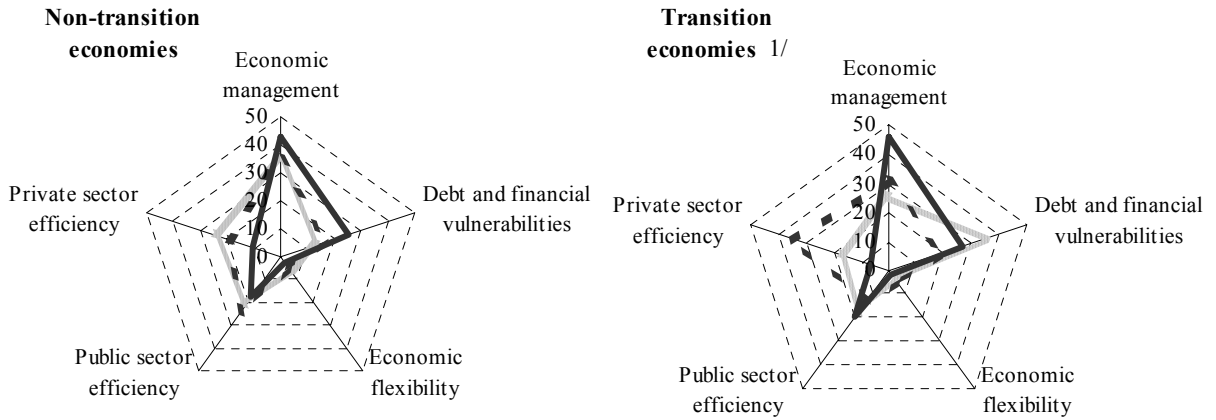 Non-transition
economies
Economic
management
50
40
30
20
10
0
Private sector
efficiency
Debt and financial
vulnerabilities
Public sector
efficiency
Economic
flexibility
Transition
economies 1/
Economic
management
50
40
30
20
10
0
Private sector
efficiency
Debt and financial
vulnerabilities
Public sector
efficiency
Economic
flexibility